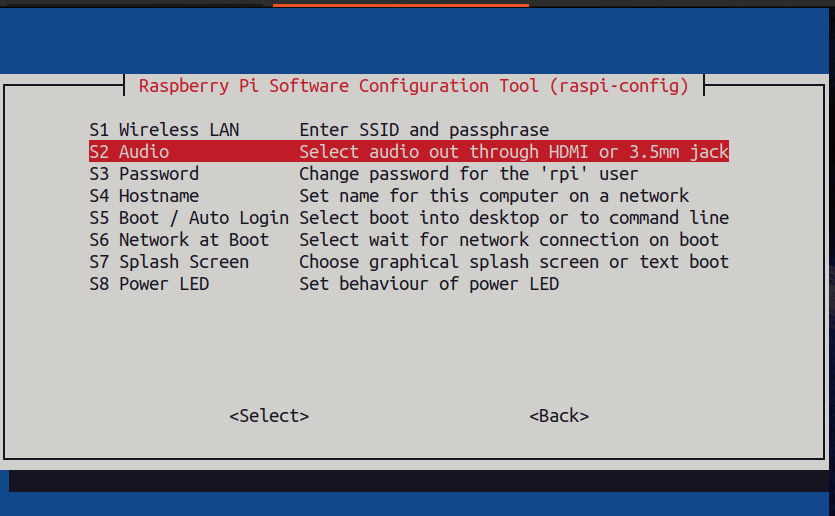 Raspberry Pi Software Configuration Tool (raspi-config)
S1 Wireless LAN Enter SSID and passphrase
S2 Audio Select audio out through HDMI or 3.5mm jack
S3 Password Change password for the 'rpi' user
S4 Hostname Set name for this computer on a network
S5 Boot / Auto Login Select boot into desktop or to command line
S6 Network at Boot Select wait for network connection on boot
S7 Splash Screen Choose graphical splash screen or text boot
S8 Power LED Set behaviour of power LED
<Select> <Back>